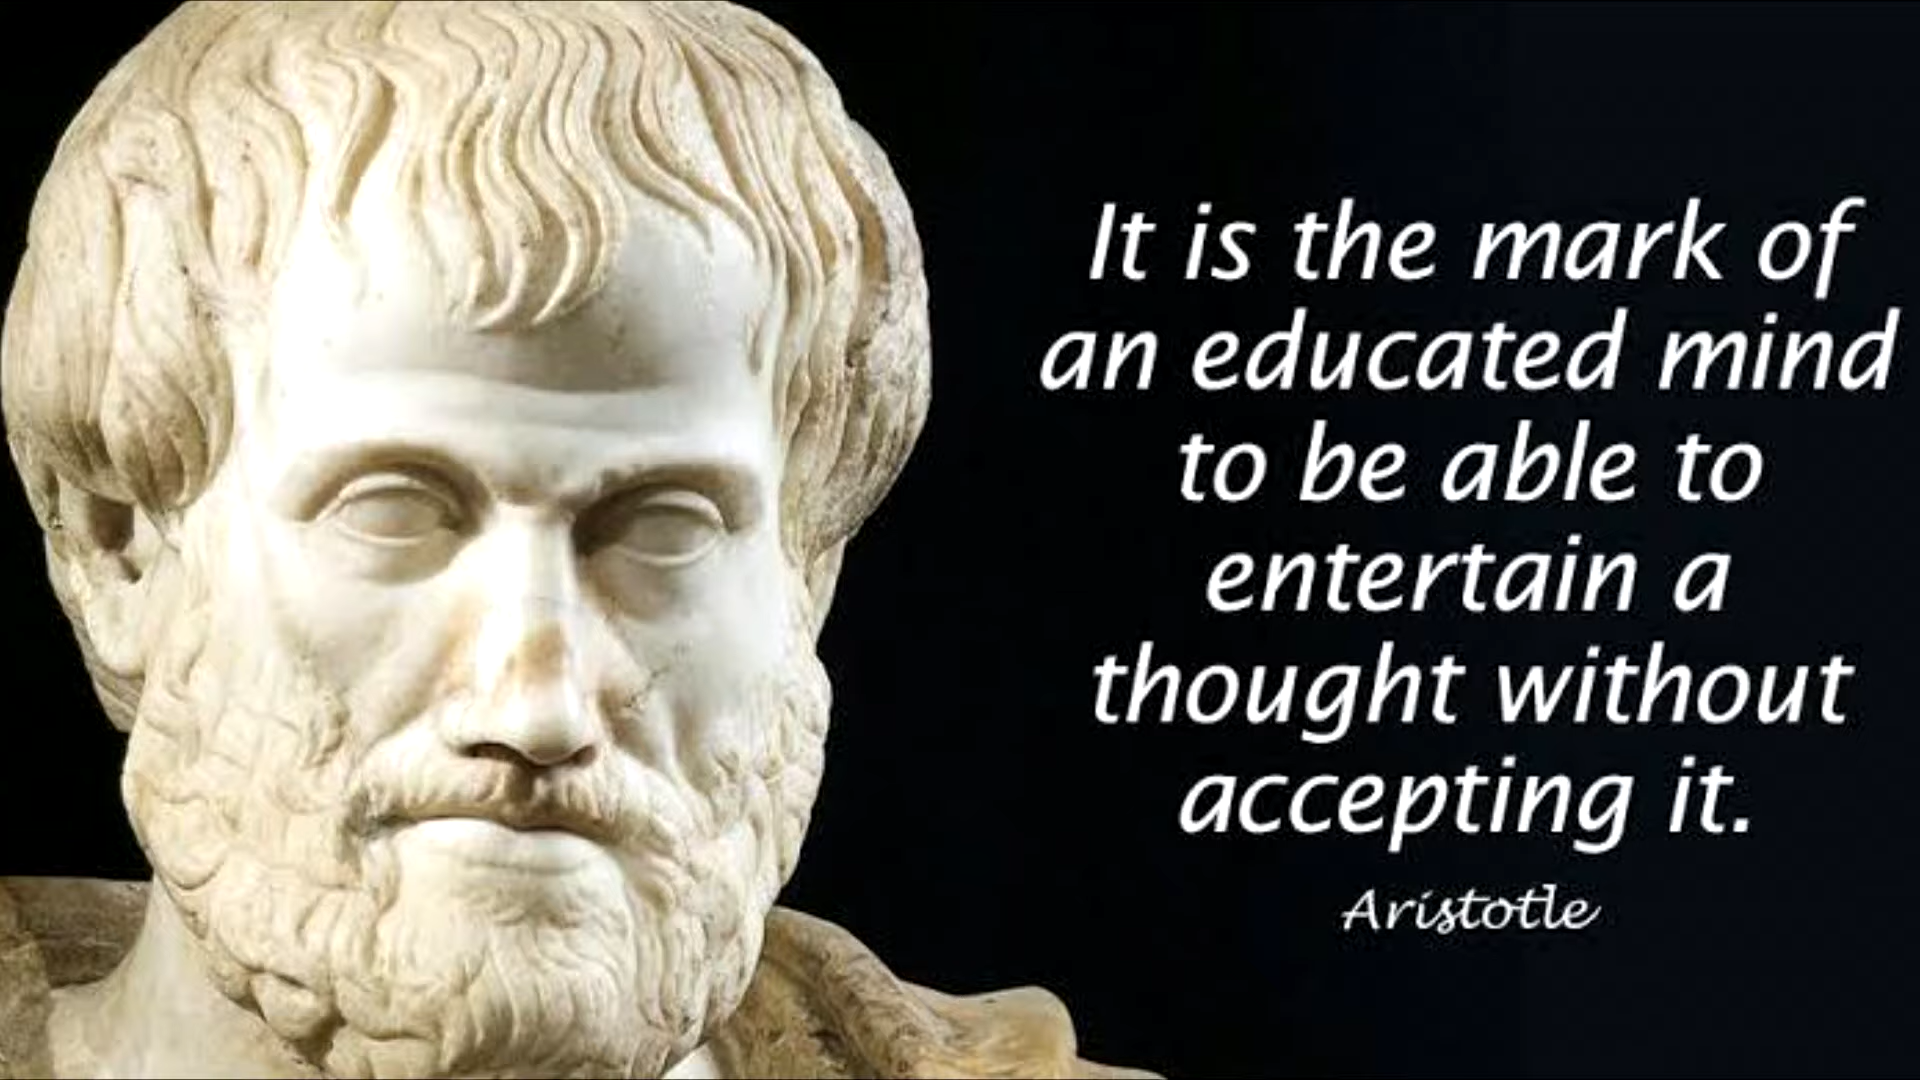 It is the mark of
an educated mind
to be able to
entertain a
thought without
accepting it.
Aristotle